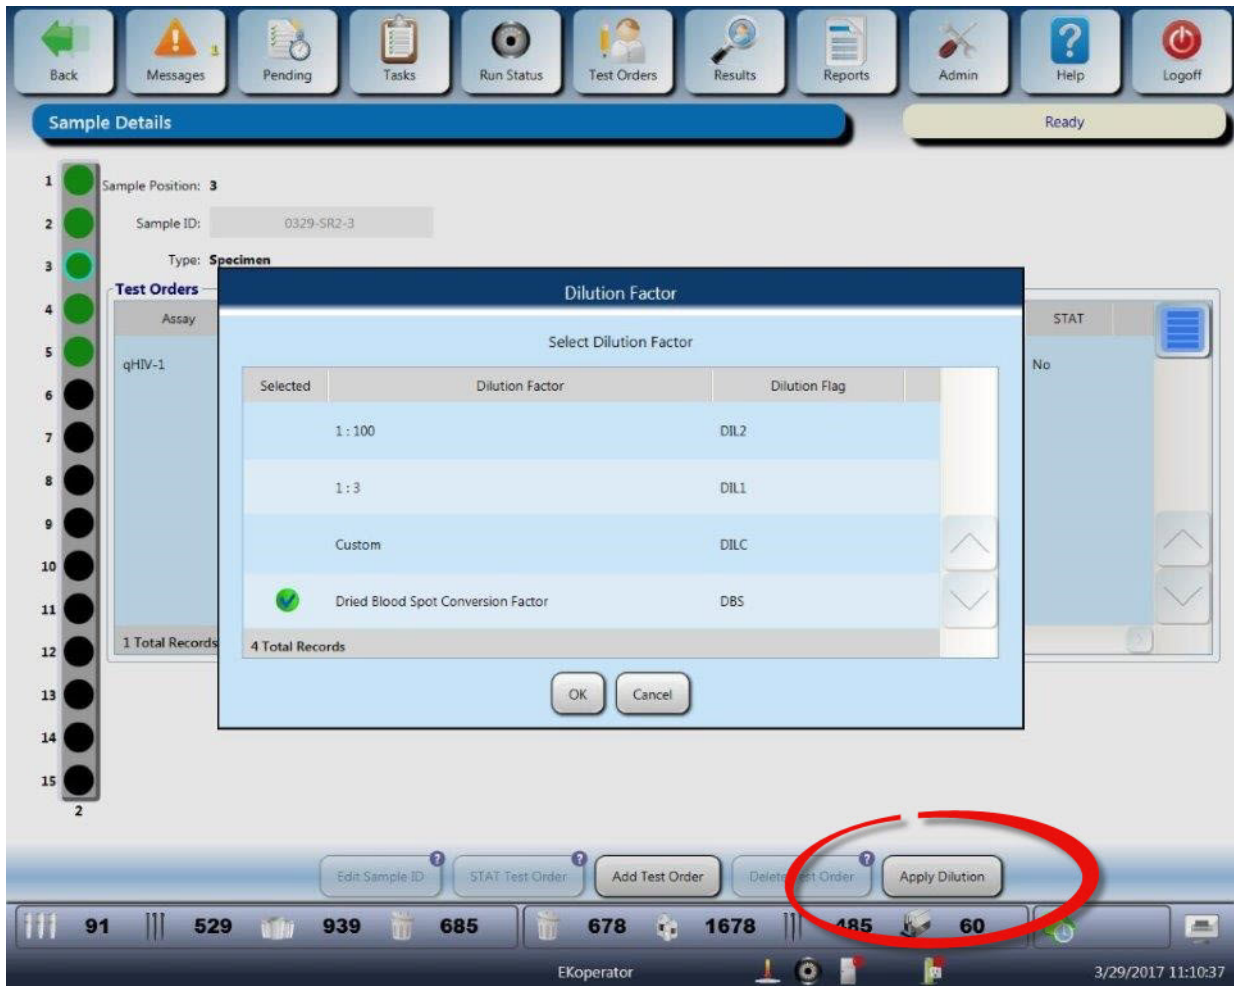 Back
Messages
1
Pending
Tasks
Run Status
Test Orders
Results
Reports
Admin
?
Help
Logoff
Sample Details
Ready
1
Sample Position: 3
2
Sample ID: 0329-SR2-3
3
Type: Specimen
Test Orders
Dilution Factor
4
Assay
Select Dilution Factor
STAT
5
qHIV-1
No
Selected
Dilution Factor
Dilution Flag
6
1 : 100
DIL2
7
8
1 : 3
DIL1
9
Custom
DILC
10
11
Dried Blood Spot Conversion Factor
DBS
12
1 Total Records
4 Total Records
13
OK
Cancel
14
15
2
Edit Sample ID
?
STAT Test Order
?
Add Test Order
Delete Test Order
?
Apply Dilution
91
529
939
685
678
1678
485
60
EKoperator
3/29/2017 11:10:37